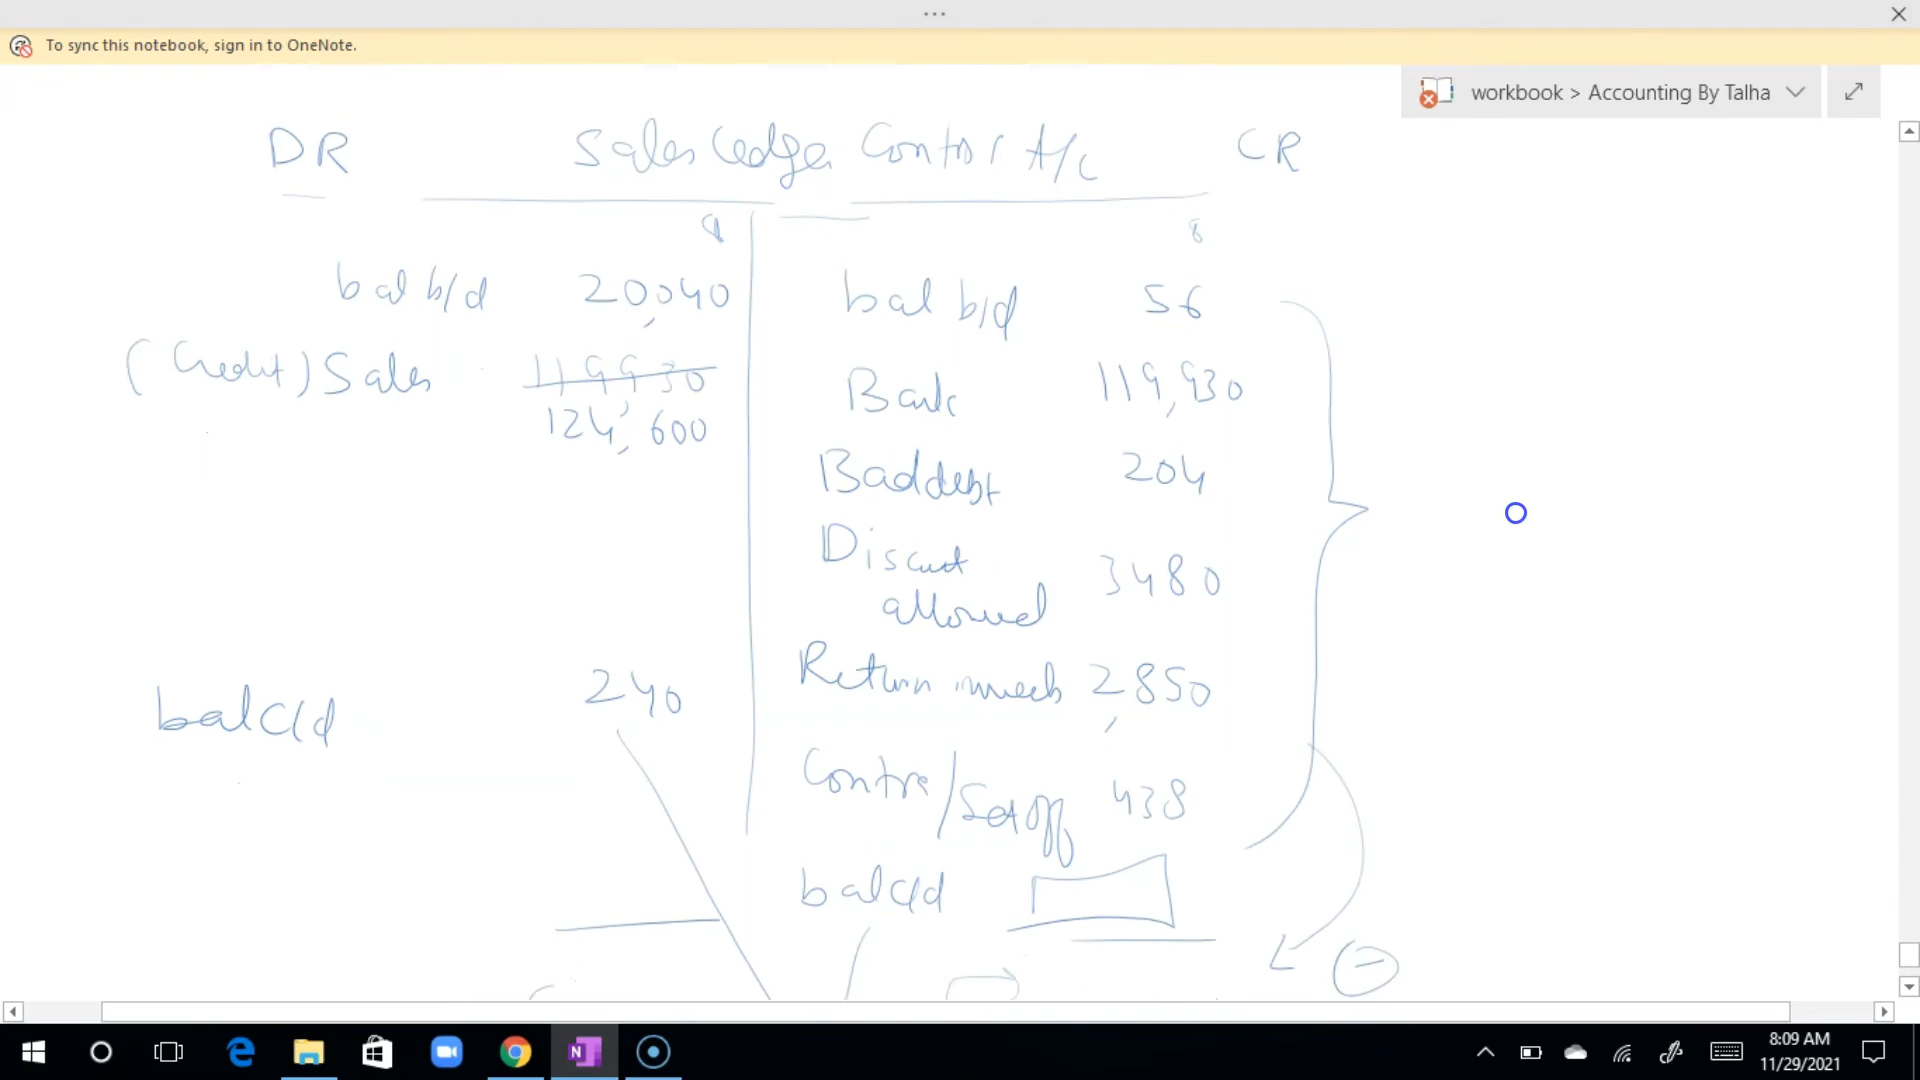 ...
To sync this notebook, sign in to OneNote.
workbook > Accounting By Talha
DR Sales Ledger Control A/c CR
bal b/d 20,040 bal b/d 56
(Credit) Sales 119,930 Bank 119,930
124,600
Bad debt 204
Discount
allowed 3480
Return inwards 2,850
bal c/d 240
Contra/Set off 438
bal c/d
8:09 AM
11/29/2021